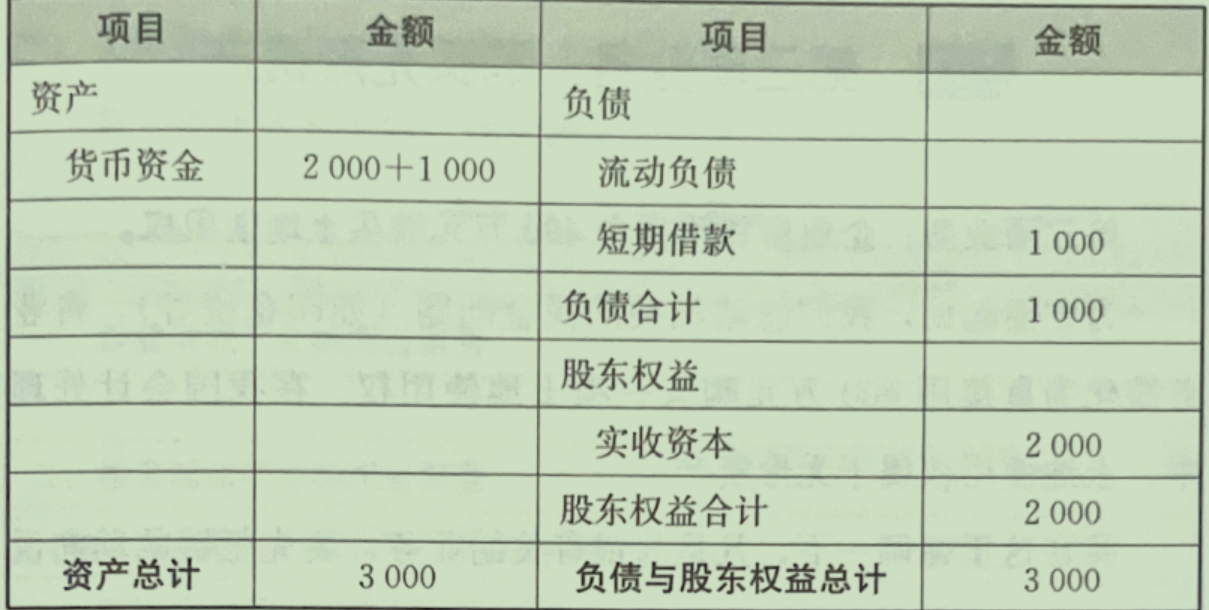 项目 金额 项目 金额
资产 负债
货币资金 2 000+1 000 流动负债
短期借款 1 000
负债合计 1 000
股东权益
实收资本 2 000
股东权益合计 2 000
资产总计 3 000 负债与股东权益总计 3 000